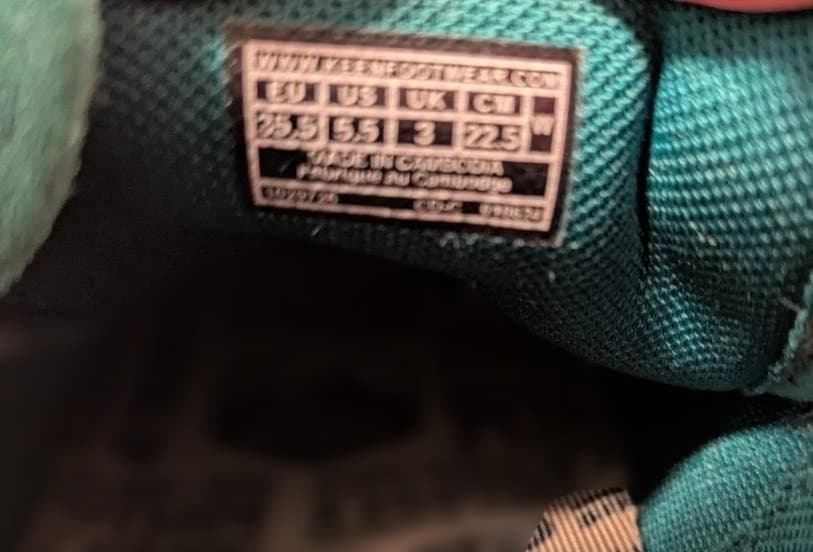 WWW.KEENFOOTWEAR.COM
EU US UK CM W
25.5 5.5 3 22.5
MADE IN CAMBODIA
Fabriqué Au Cambodge
CD-C